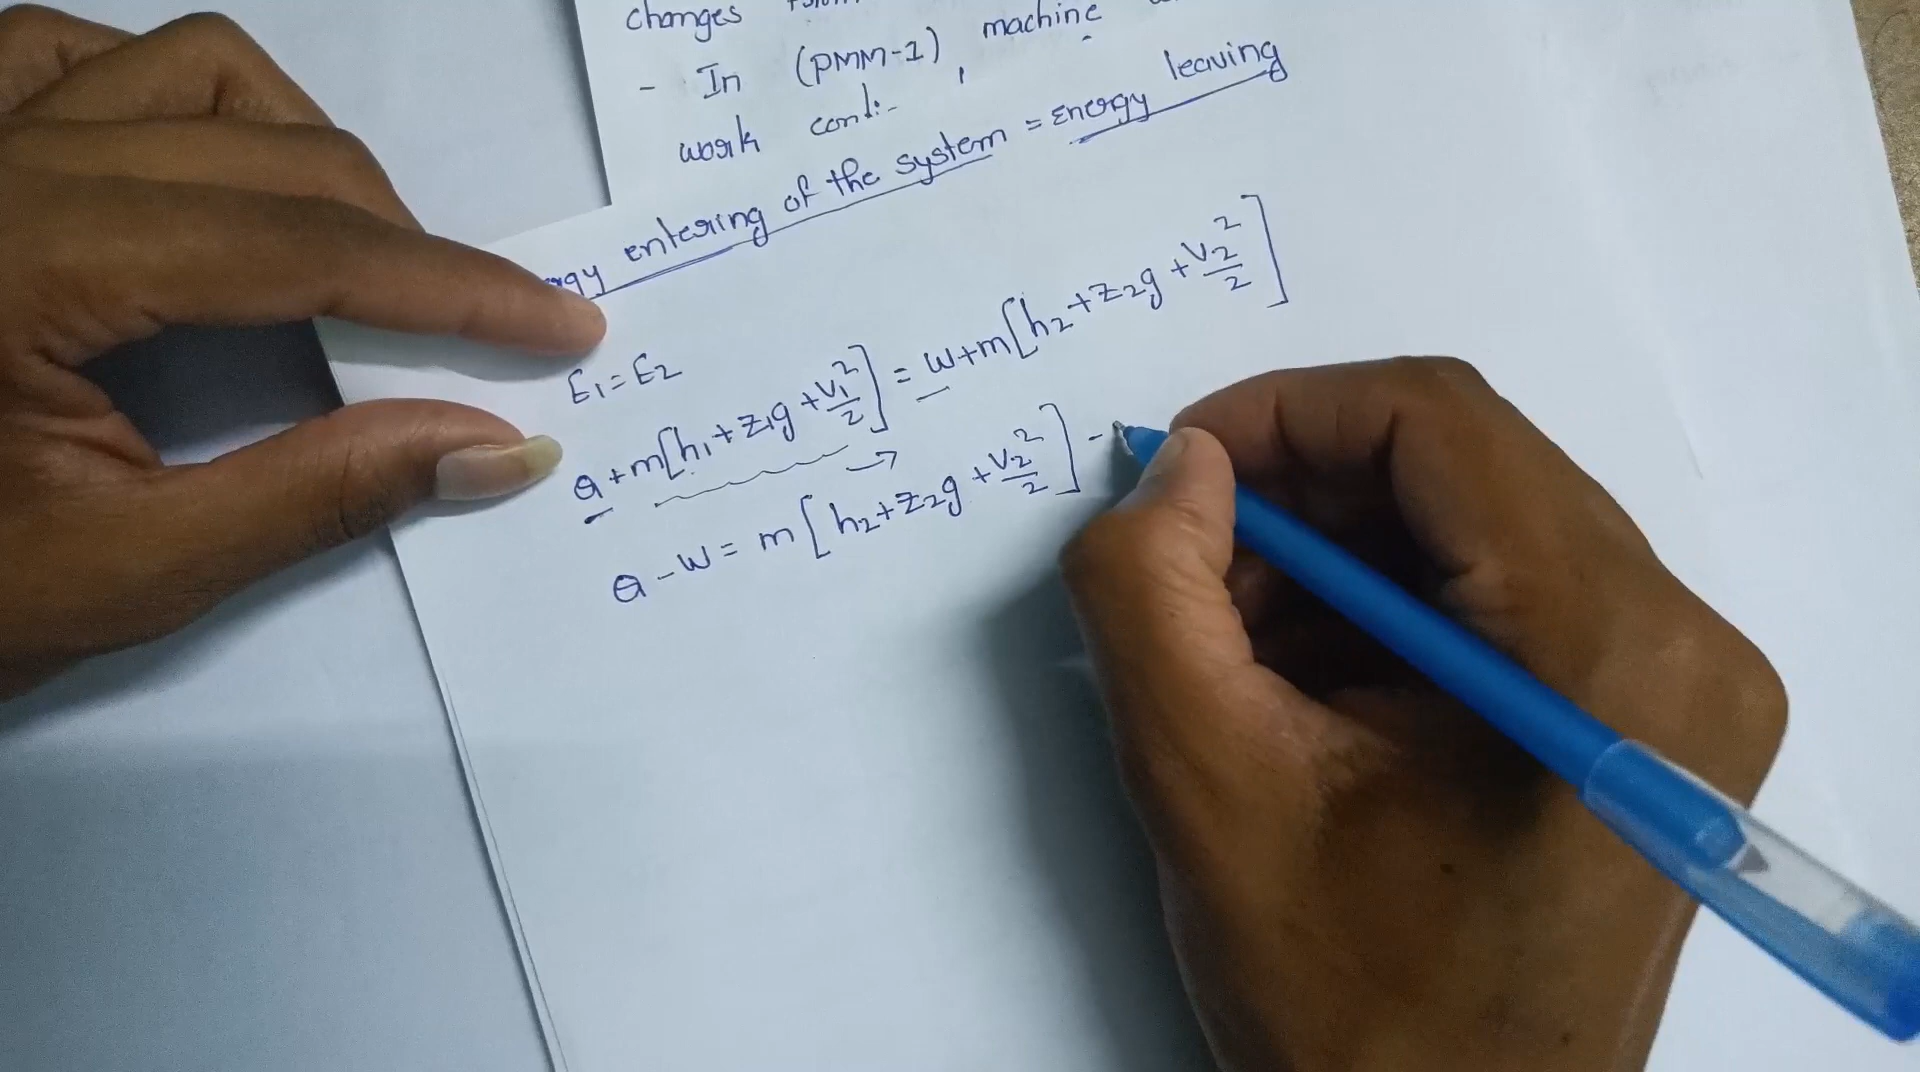 changes
- In (PMM-1), machine
work cont:-
entering of the system = energy leaving
E1 = E2
Q + m[h1 + z1g + V1²/2] = W + m[h2 + z2g + V2²/2]
Q - W = m[h2 + z2g + V2²/2] -